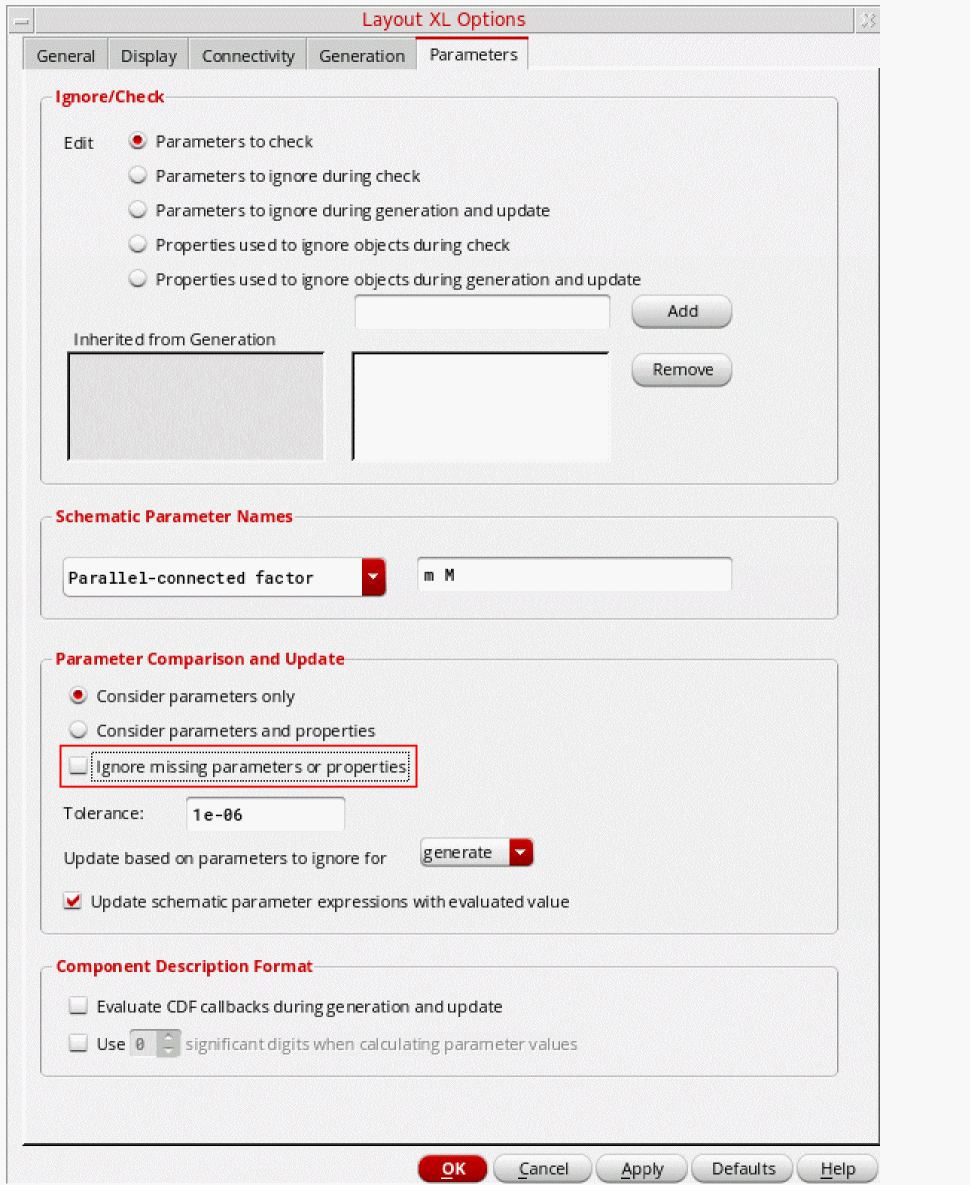 Layout XL Options
General Display Connectivity Generation Parameters
Ignore/Check
Edit Parameters to check
Parameters to ignore during check
Parameters to ignore during generation and update
Properties used to ignore objects during check
Properties used to ignore objects during generation and update
Add
Inherited from Generation
Remove
Schematic Parameter Names
Parallel-connected factor m M
Parameter Comparison and Update
Consider parameters only
Consider parameters and properties
Ignore missing parameters or properties
Tolerance: 1e-06
Update based on parameters to ignore for generate
Update schematic parameter expressions with evaluated value
Component Description Format
Evaluate CDF callbacks during generation and update
Use 0 significant digits when calculating parameter values
OK Cancel Apply Defaults Help